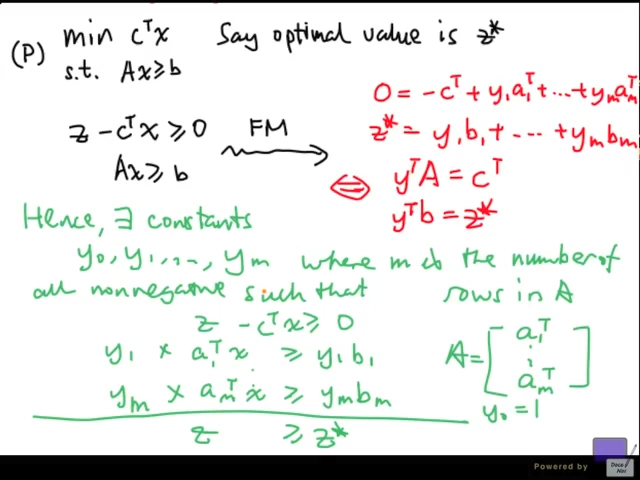 (P) min cᵀx Say optimal value is z*
s.t. Ax ≥ b
z - cᵀx ≥ 0 FM
Ax ≥ b
0 = -cᵀ + y₁a₁ᵀ + ... + yₘaₘᵀ
z* = y₁b₁ + ... + yₘbₘ
⇔ yᵀA = cᵀ
yᵀb = z*
Hence, ∃ constants
y₀, y₁, ..., yₘ where m is the number of
all nonnegative such that rows in A
z - cᵀx ≥ 0
y₁ × a₁ᵀx ≥ y₁b₁
⋮
yₘ × aₘᵀx ≥ yₘbₘ
z ≥ z*
A = [a₁ᵀ ⋮ aₘᵀ]
y₀ = 1
Powered by